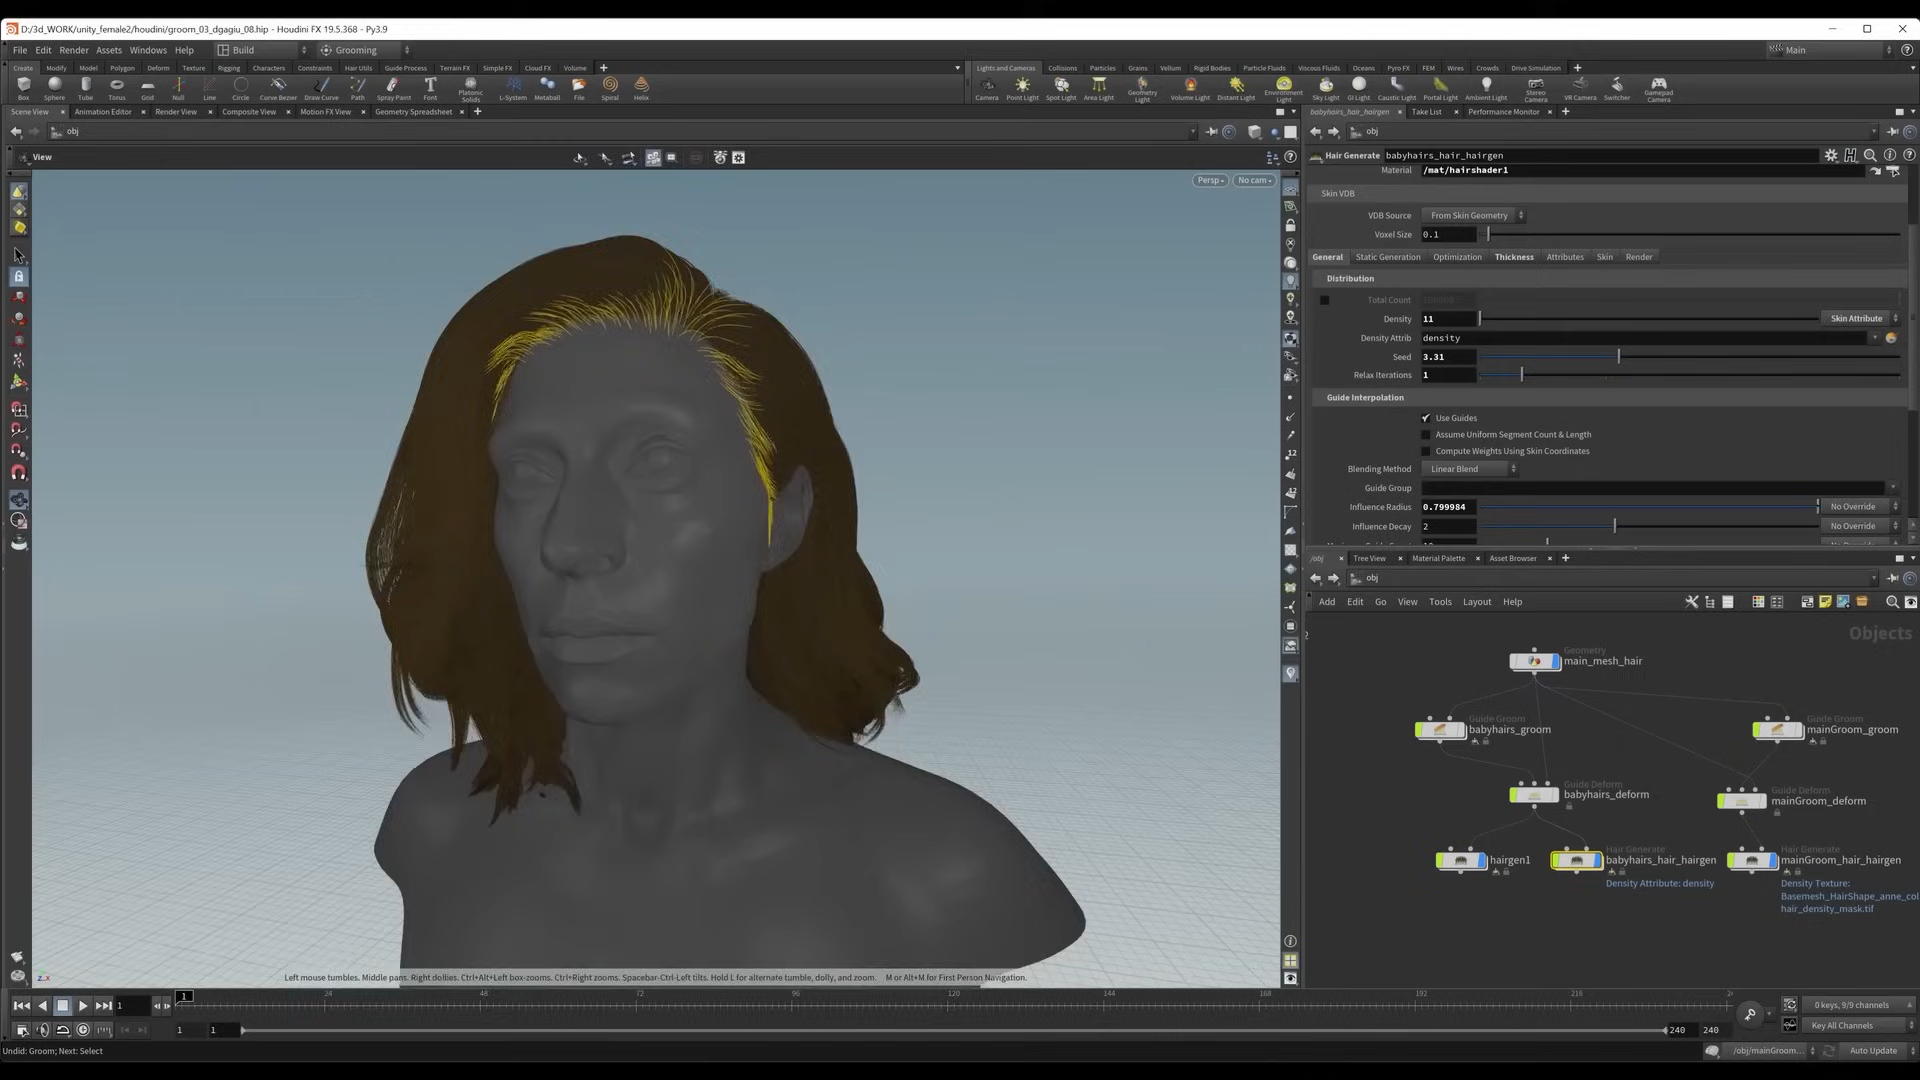 D:/3d_WORK/unity_female2/houdini/groom_03_dgagiu_08.hip - Houdini FX 19.5.368 - Py3.9
File Edit Render Assets Windows Help Build Grooming Main
Create Modify Model Polygon Deform Texture Rigging Characters Constraints Hair Utils Guide Process Terrain FX Simple FX Cloud FX Volume
Lights and Cameras Collisions Particles Grains Vellum Rigid Bodies Particle Fluids Viscous Fluids Oceans Pyro FX FEM Wires Crowds Drive Simulation
Box Sphere Tube Torus Grid Null Line Circle Curve Bezier Draw Curve Path Spray Paint Font Platonic Solids L-System Metaball File Spiral Helix
Camera Point Light Spot Light Area Light Geometry Light Volume Light Distant Light Environment Light Sky Light GI Light Caustic Light Portal Light Ambient Light Stereo Camera VR Camera Switcher Gamepad Camera
Scene View Animation Editor Render View Composite View Motion FX View Geometry Spreadsheet
babyhairs_hair_hairgen Take List Performance Monitor
obj
obj
View
Hair Generate babyhairs_hair_hairgen
Material /mat/hairshader1
Persp No cam
Skin VDB
VDB Source From Skin Geometry
Voxel Size 0.1
General Static Generation Optimization Thickness Attributes Skin Render
Distribution
Total Count
Density 11 Skin Attribute
Density Attrib density
Seed 3.31
Relax Iterations 1
Guide Interpolation
Use Guides
Assume Uniform Segment Count & Length
Compute Weights Using Skin Coordinates
Blending Method Linear Blend
Guide Group
Influence Radius 0.799984 No Override
Influence Decay 2 No Override
/obj Tree View Material Palette Asset Browser
obj
Add Edit Go View Tools Layout Help
Objects
Geometry
main_mesh_hair
Guide Groom
babyhairs_groom
Guide Groom
mainGroom_groom
Guide Deform
babyhairs_deform
Guide Deform
mainGroom_deform
hairgen1
Hair Generate
babyhairs_hair_hairgen
Density Attribute: density
Hair Generate
mainGroom_hair_hairgen
Density Texture:
Basemesh_HairShape_anne_col
hair_density_mask.tif
Left mouse tumbles. Middle pans. Right dollies. Ctrl+Alt+Left box-zooms. Ctrl+Right zooms. Spacebar-Ctrl-Left tilts. Hold L for alternate tumble, dolly, and zoom. M or Alt+M for First Person Navigation.
1 1 24 48 72 96 120 144 168 192 216
0 keys, 9/9 channels
1 1 240 240
Key All Channels
Undid: Groom; Next: Select
/obj/mainGroom... Auto Update